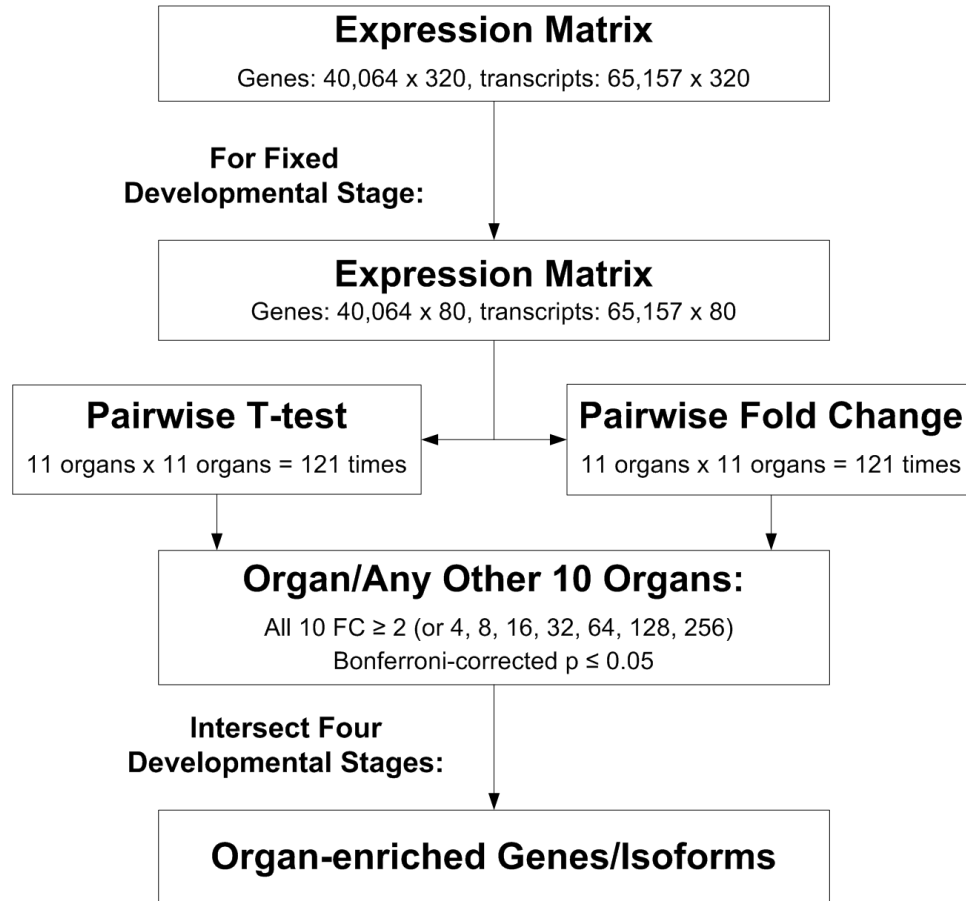 Expression Matrix
Genes: 40,064 x 320, transcripts: 65,157 x 320
For Fixed
Developmental Stage:
Expression Matrix
Genes: 40,064 x 80, transcripts: 65,157 x 80
Pairwise T-test
11 organs x 11 organs = 121 times
Pairwise Fold Change
11 organs x 11 organs = 121 times
Organ/Any Other 10 Organs:
All 10 FC ≥ 2 (or 4, 8, 16, 32, 64, 128, 256)
Bonferroni-corrected p ≤ 0.05
Intersect Four
Developmental Stages:
Organ-enriched Genes/Isoforms